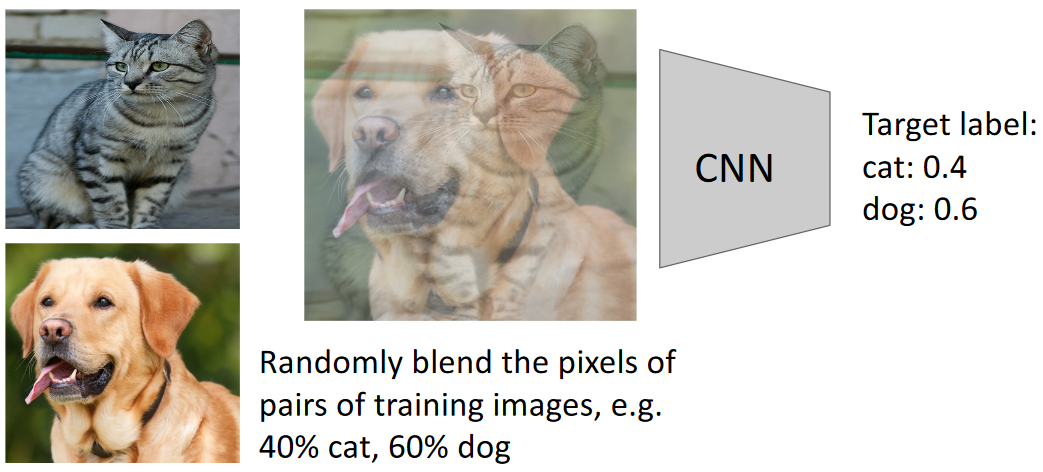 CNN
Target label:
cat: 0.4
dog: 0.6
Randomly blend the pixels of
pairs of training images, e.g.
40% cat, 60% dog